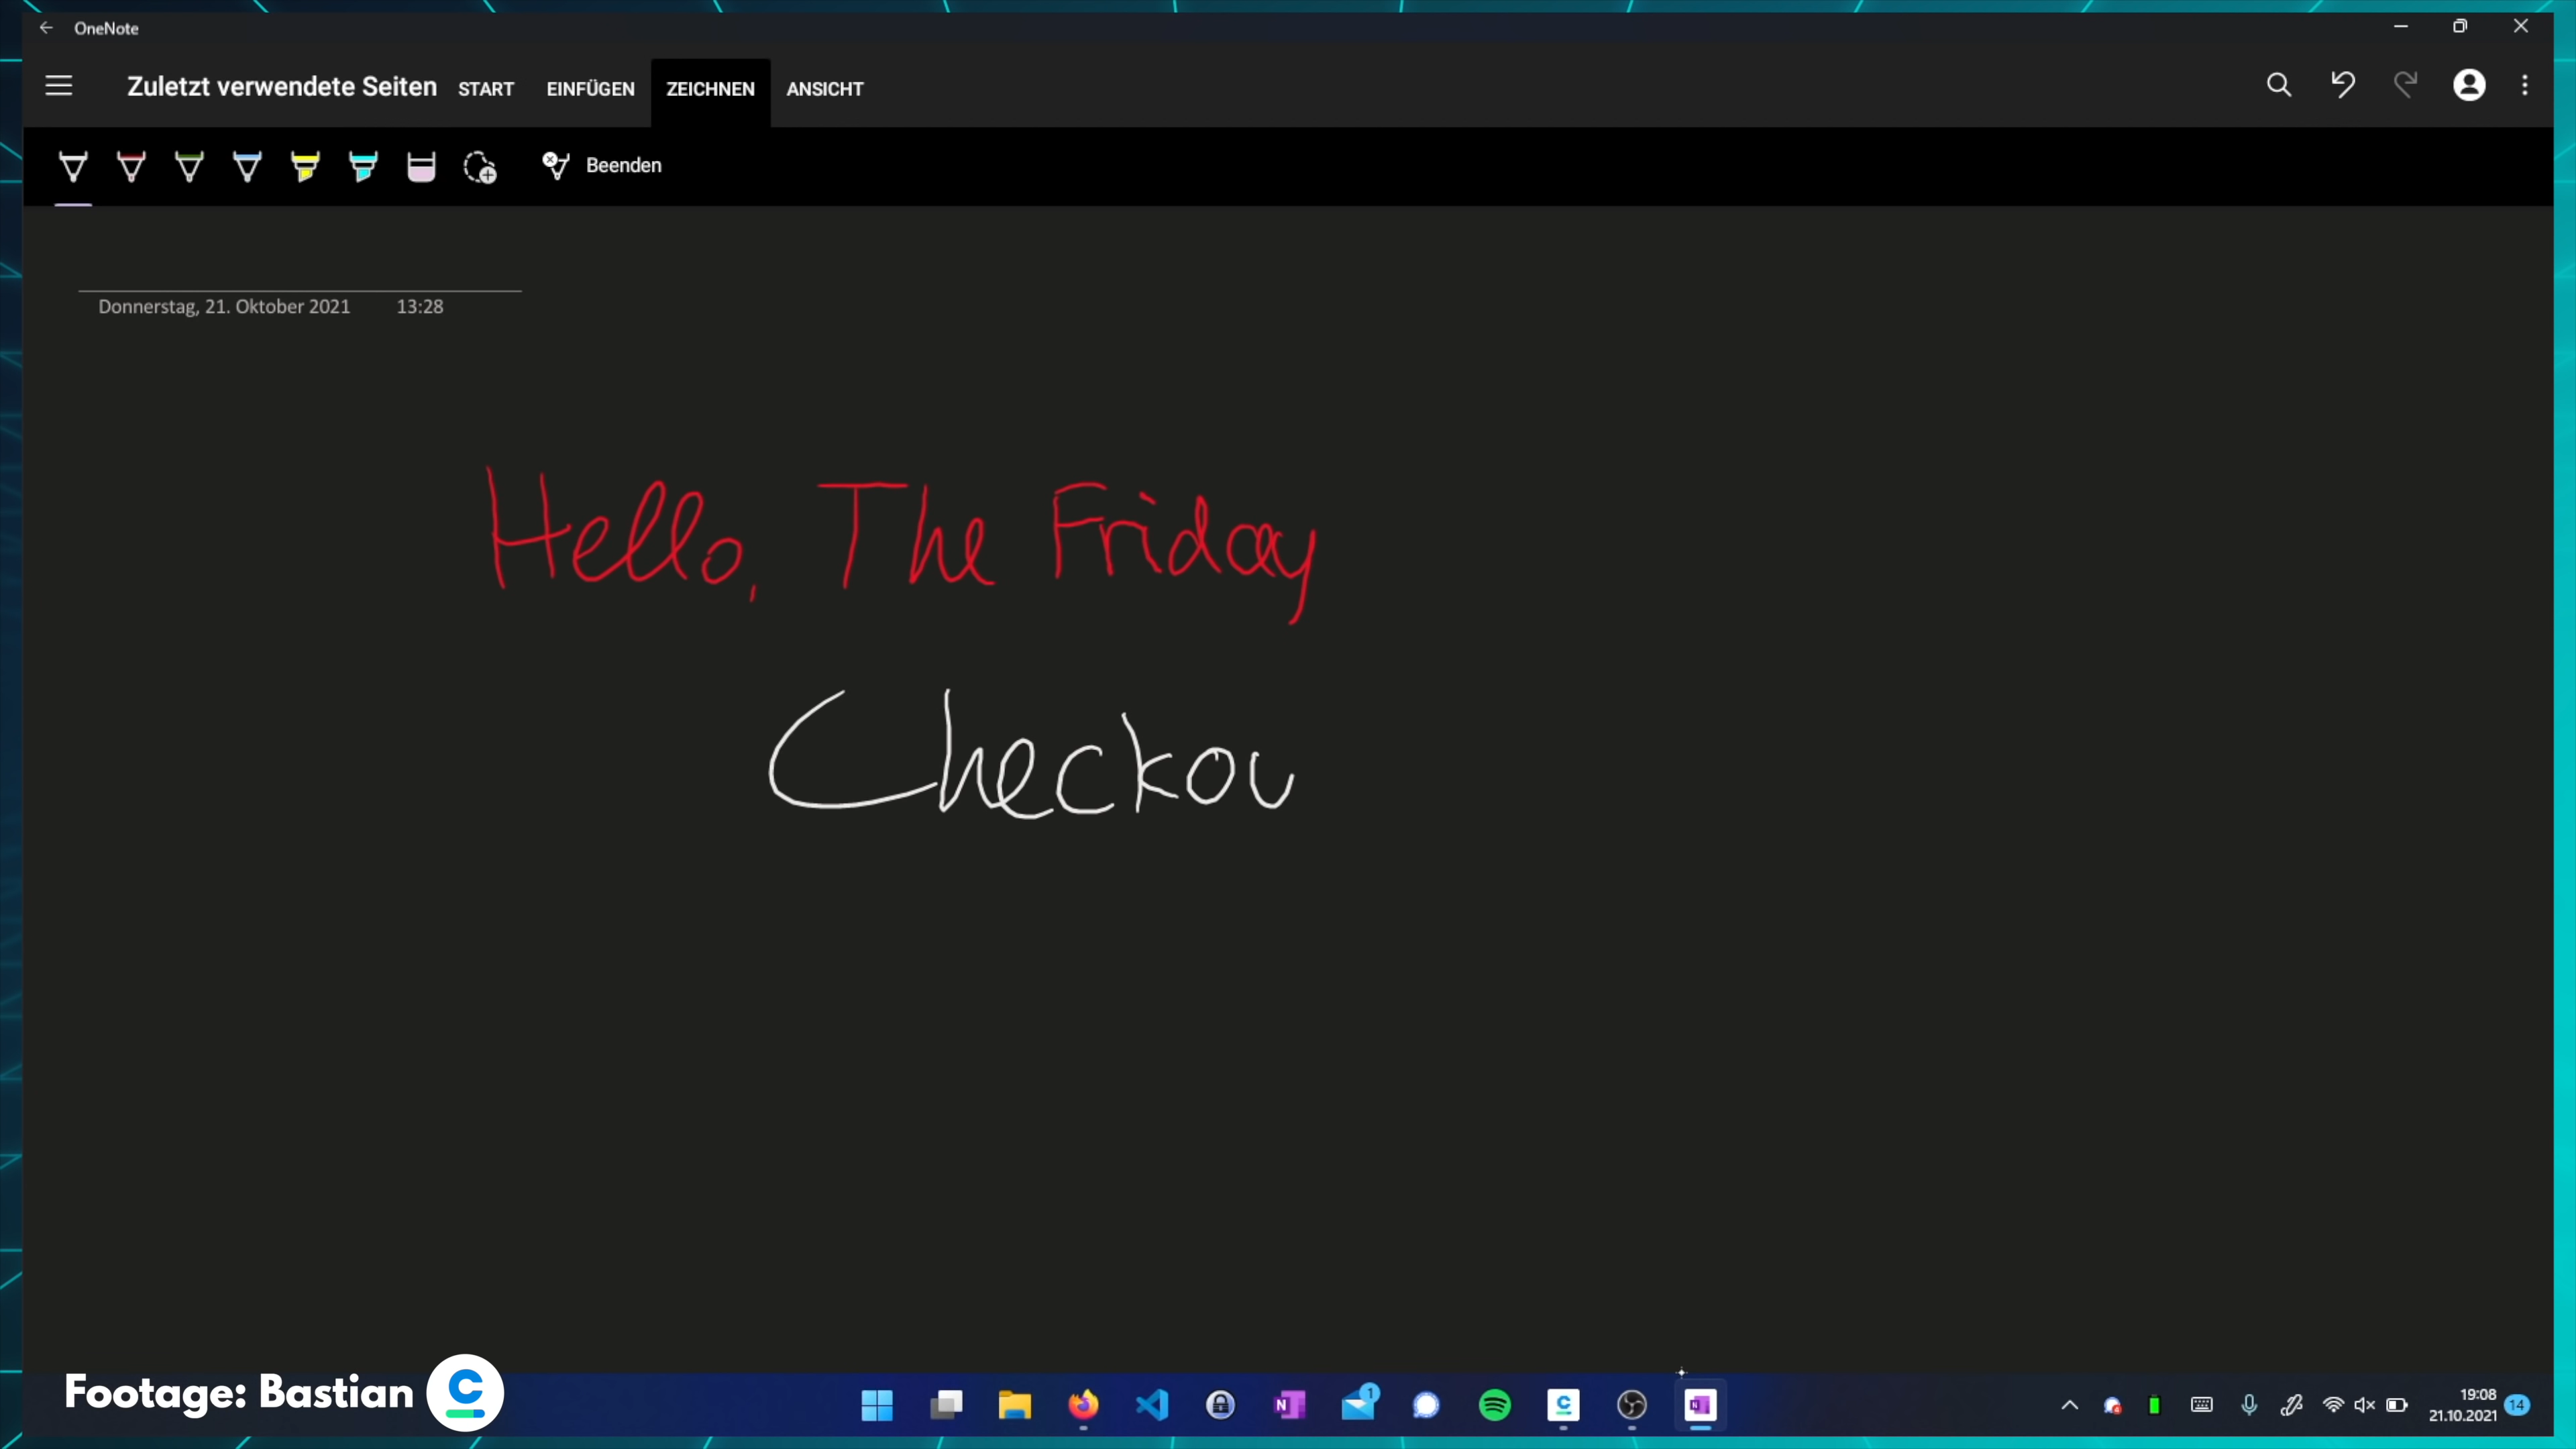 OneNote
Zuletzt verwendete Seiten START EINFÜGEN ZEICHNEN ANSICHT
Beenden
Donnerstag, 21. Oktober 2021 13:28
Hello, The Friday
Checkou
Footage: Bastian C
1
19:08
21.10.2021 14